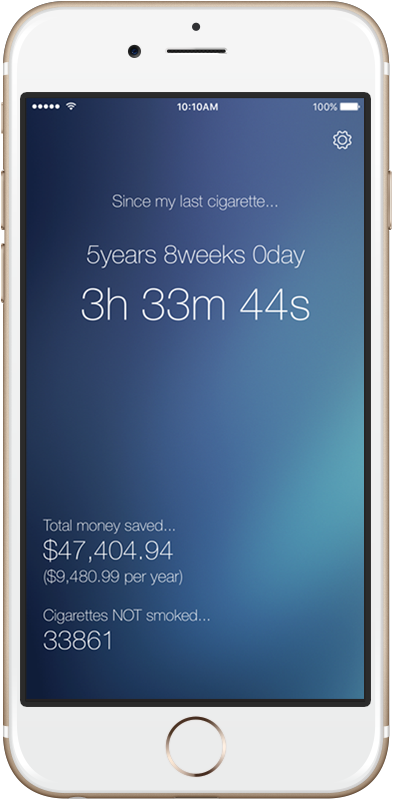 10:10AM 100%
Since my last cigarette...
5years 8weeks 0day
3h 33m 44s
Total money saved...
$47,404.94
($9,480.99 per year)
Cigarettes NOT smoked...
33861